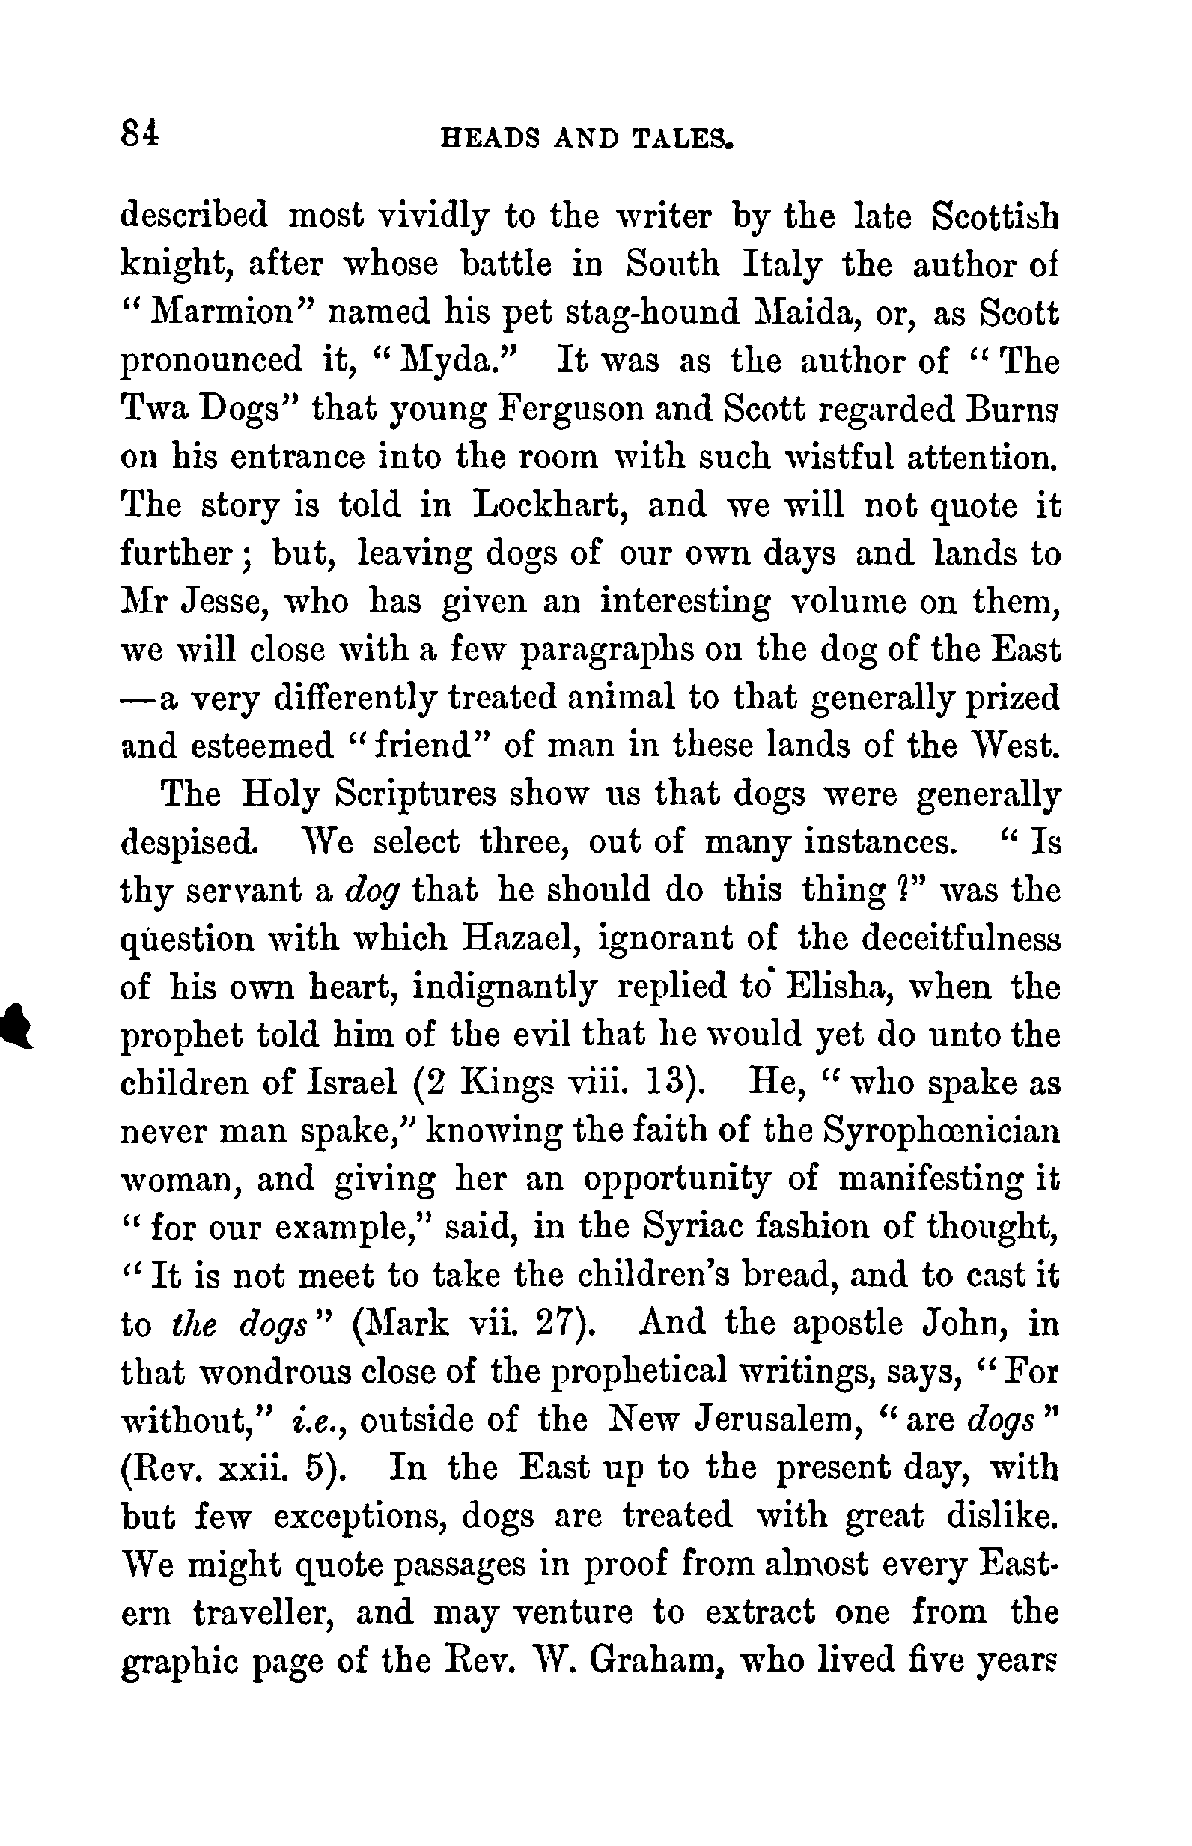 84 HEADS AND TALES.
described most vividly to the writer by the late Scottish
knight, after whose battle in South Italy the author of
“Marmion” named his pet stag-hound Maida, or, as Scott
pronounced it, “Myda.” It was as the author of “The
Twa Dogs” that young Ferguson and Scott regarded Burns
on his entrance into the room with such wistful attention.
The story is told in Lockhart, and we will not quote it
further; but, leaving dogs of our own days and lands to
Mr Jesse, who has given an interesting volume on them,
we will close with a few paragraphs on the dog of the East
—a very differently treated animal to that generally prized
and esteemed “friend” of man in these lands of the West.
The Holy Scriptures show us that dogs were generally
despised. We select three, out of many instances. “Is
thy servant a dog that he should do this thing?” was the
question with which Hazael, ignorant of the deceitfulness
of his own heart, indignantly replied to Elisha, when the
prophet told him of the evil that he would yet do unto the
children of Israel (2 Kings viii. 13). He, “who spake as
never man spake,” knowing the faith of the Syrophœnician
woman, and giving her an opportunity of manifesting it
“for our example,” said, in the Syriac fashion of thought,
“It is not meet to take the children's bread, and to cast it
to the dogs” (Mark vii. 27). And the apostle John, in
that wondrous close of the prophetical writings, says, “For
without,” i.e., outside of the New Jerusalem, “are dogs”
(Rev. xxii. 5). In the East up to the present day, with
but few exceptions, dogs are treated with great dislike.
We might quote passages in proof from almost every East-
ern traveller, and may venture to extract one from the
graphic page of the Rev. W. Graham, who lived five years